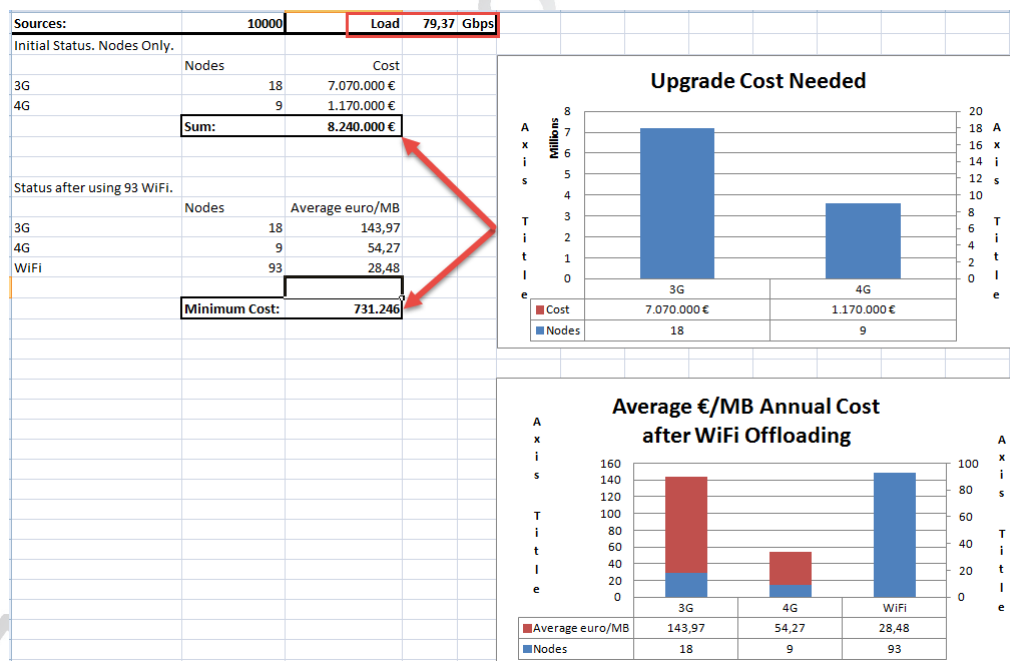 Sources: 10000 Load 79,37 Gbps
Initial Status. Nodes Only.
Nodes Cost
3G 18 7.070.000 €
4G 9 1.170.000 €
Sum: 8.240.000 €
Status after using 93 WiFi.
Nodes Average euro/MB
3G 18 143,97
4G 9 54,27
WiFi 93 28,48
Minimum Cost: 731.246
Upgrade Cost Needed
Axis Title
Millions
8
7
6
5
4
3
2
1
0
20
18
16
14
12
10
8
6
4
2
0
Axis Title
3G 4G
Cost 7.070.000 € 1.170.000 €
Nodes 18 9
Average €/MB Annual Cost
after WiFi Offloading
Axis Title
160
140
120
100
80
60
40
20
0
100
80
60
40
20
0
Axis Title
3G 4G WiFi
Average euro/MB 143,97 54,27 28,48
Nodes 18 9 93